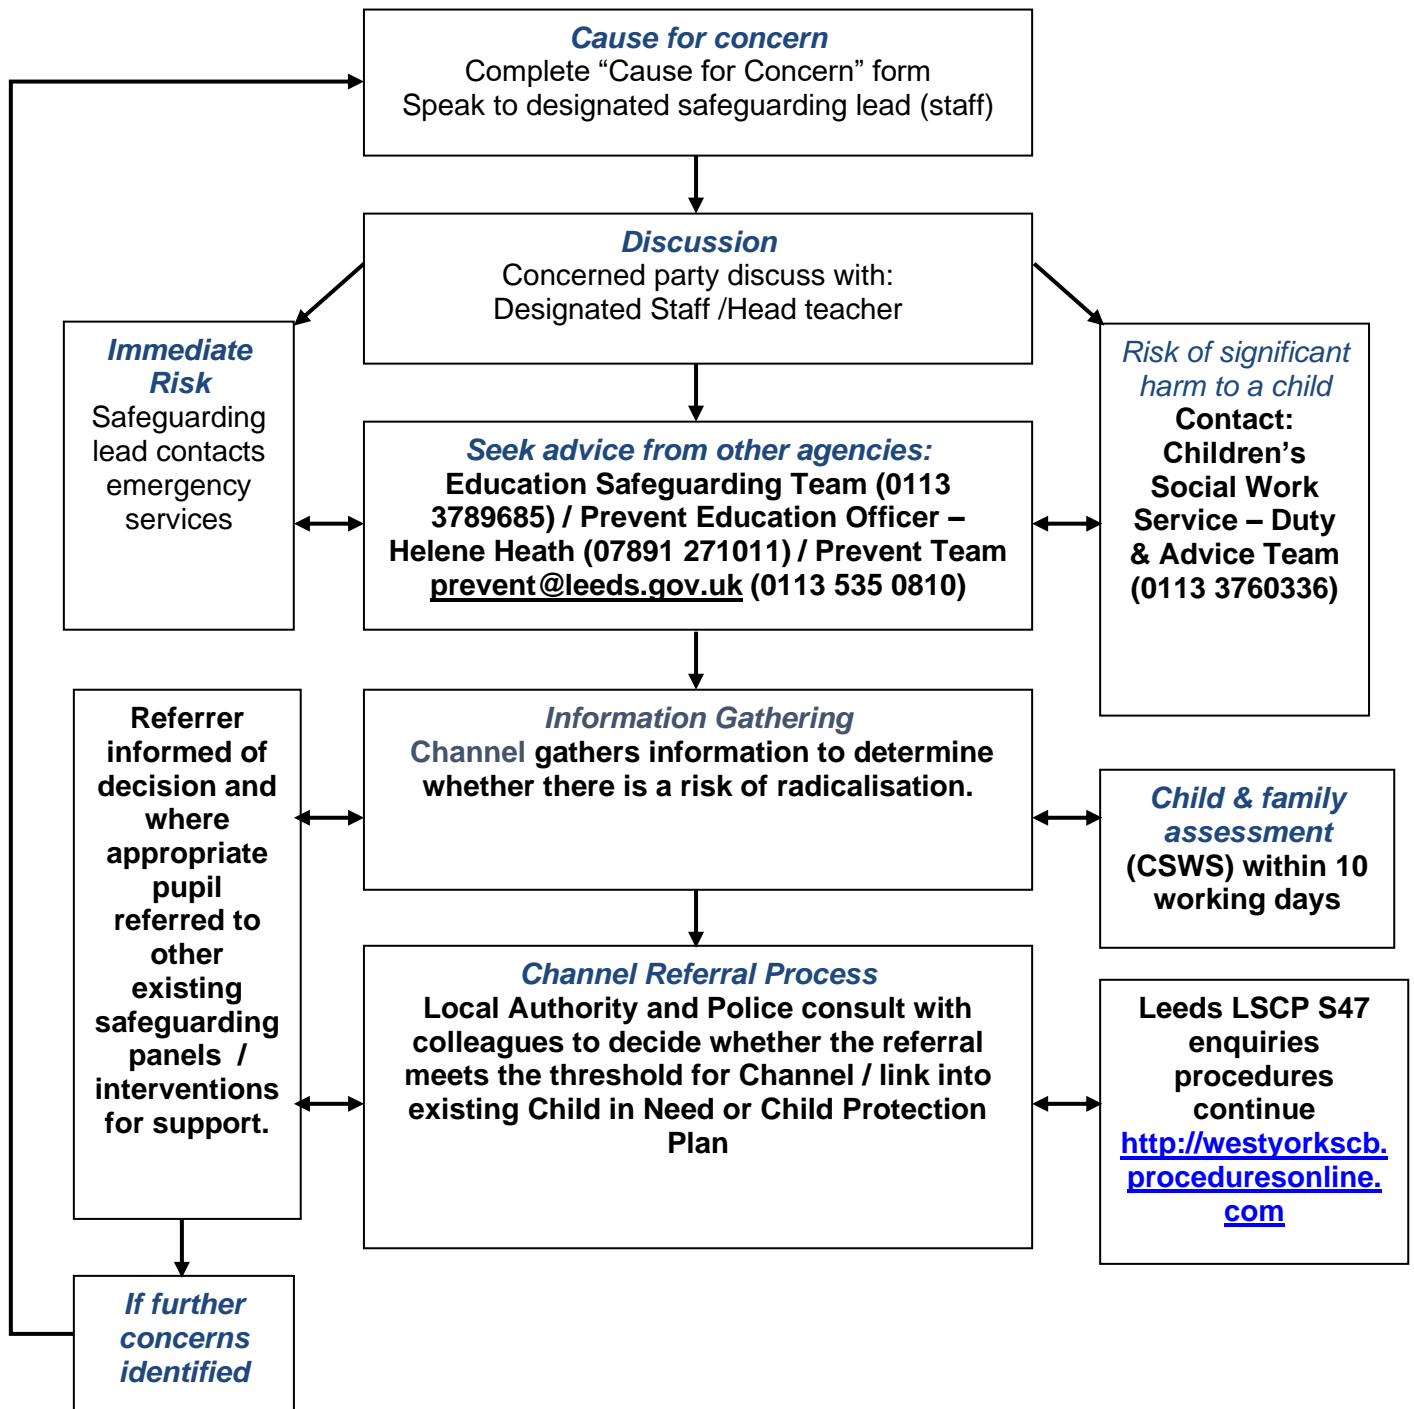 Cause for concern
Complete “Cause for Concern” form
Speak to designated safeguarding lead (staff)
Discussion
Concerned party discuss with:
Designated Staff /Head teacher
Immediate
Risk
Safeguarding
lead contacts
emergency
services
Seek advice from other agencies:
Education Safeguarding Team (0113
3789685) / Prevent Education Officer –
Helene Heath (07891 271011) / Prevent Team
prevent@leeds.gov.uk (0113 535 0810)
Risk of significant
harm to a child
Contact:
Children’s
Social Work
Service – Duty
& Advice Team
(0113 3760336)
Referrer
informed of
decision and
where
appropriate
pupil
referred to
other
existing
safeguarding
panels /
interventions
for support.
Information Gathering
Channel gathers information to determine
whether there is a risk of radicalisation.
Child & family
assessment
(CSWS) within 10
working days
Channel Referral Process
Local Authority and Police consult with
colleagues to decide whether the referral
meets the threshold for Channel / link into
existing Child in Need or Child Protection
Plan
Leeds LSCP S47
enquiries
procedures
continue
http://westyorkscb.
proceduresonline.
com
If further
concerns
identified